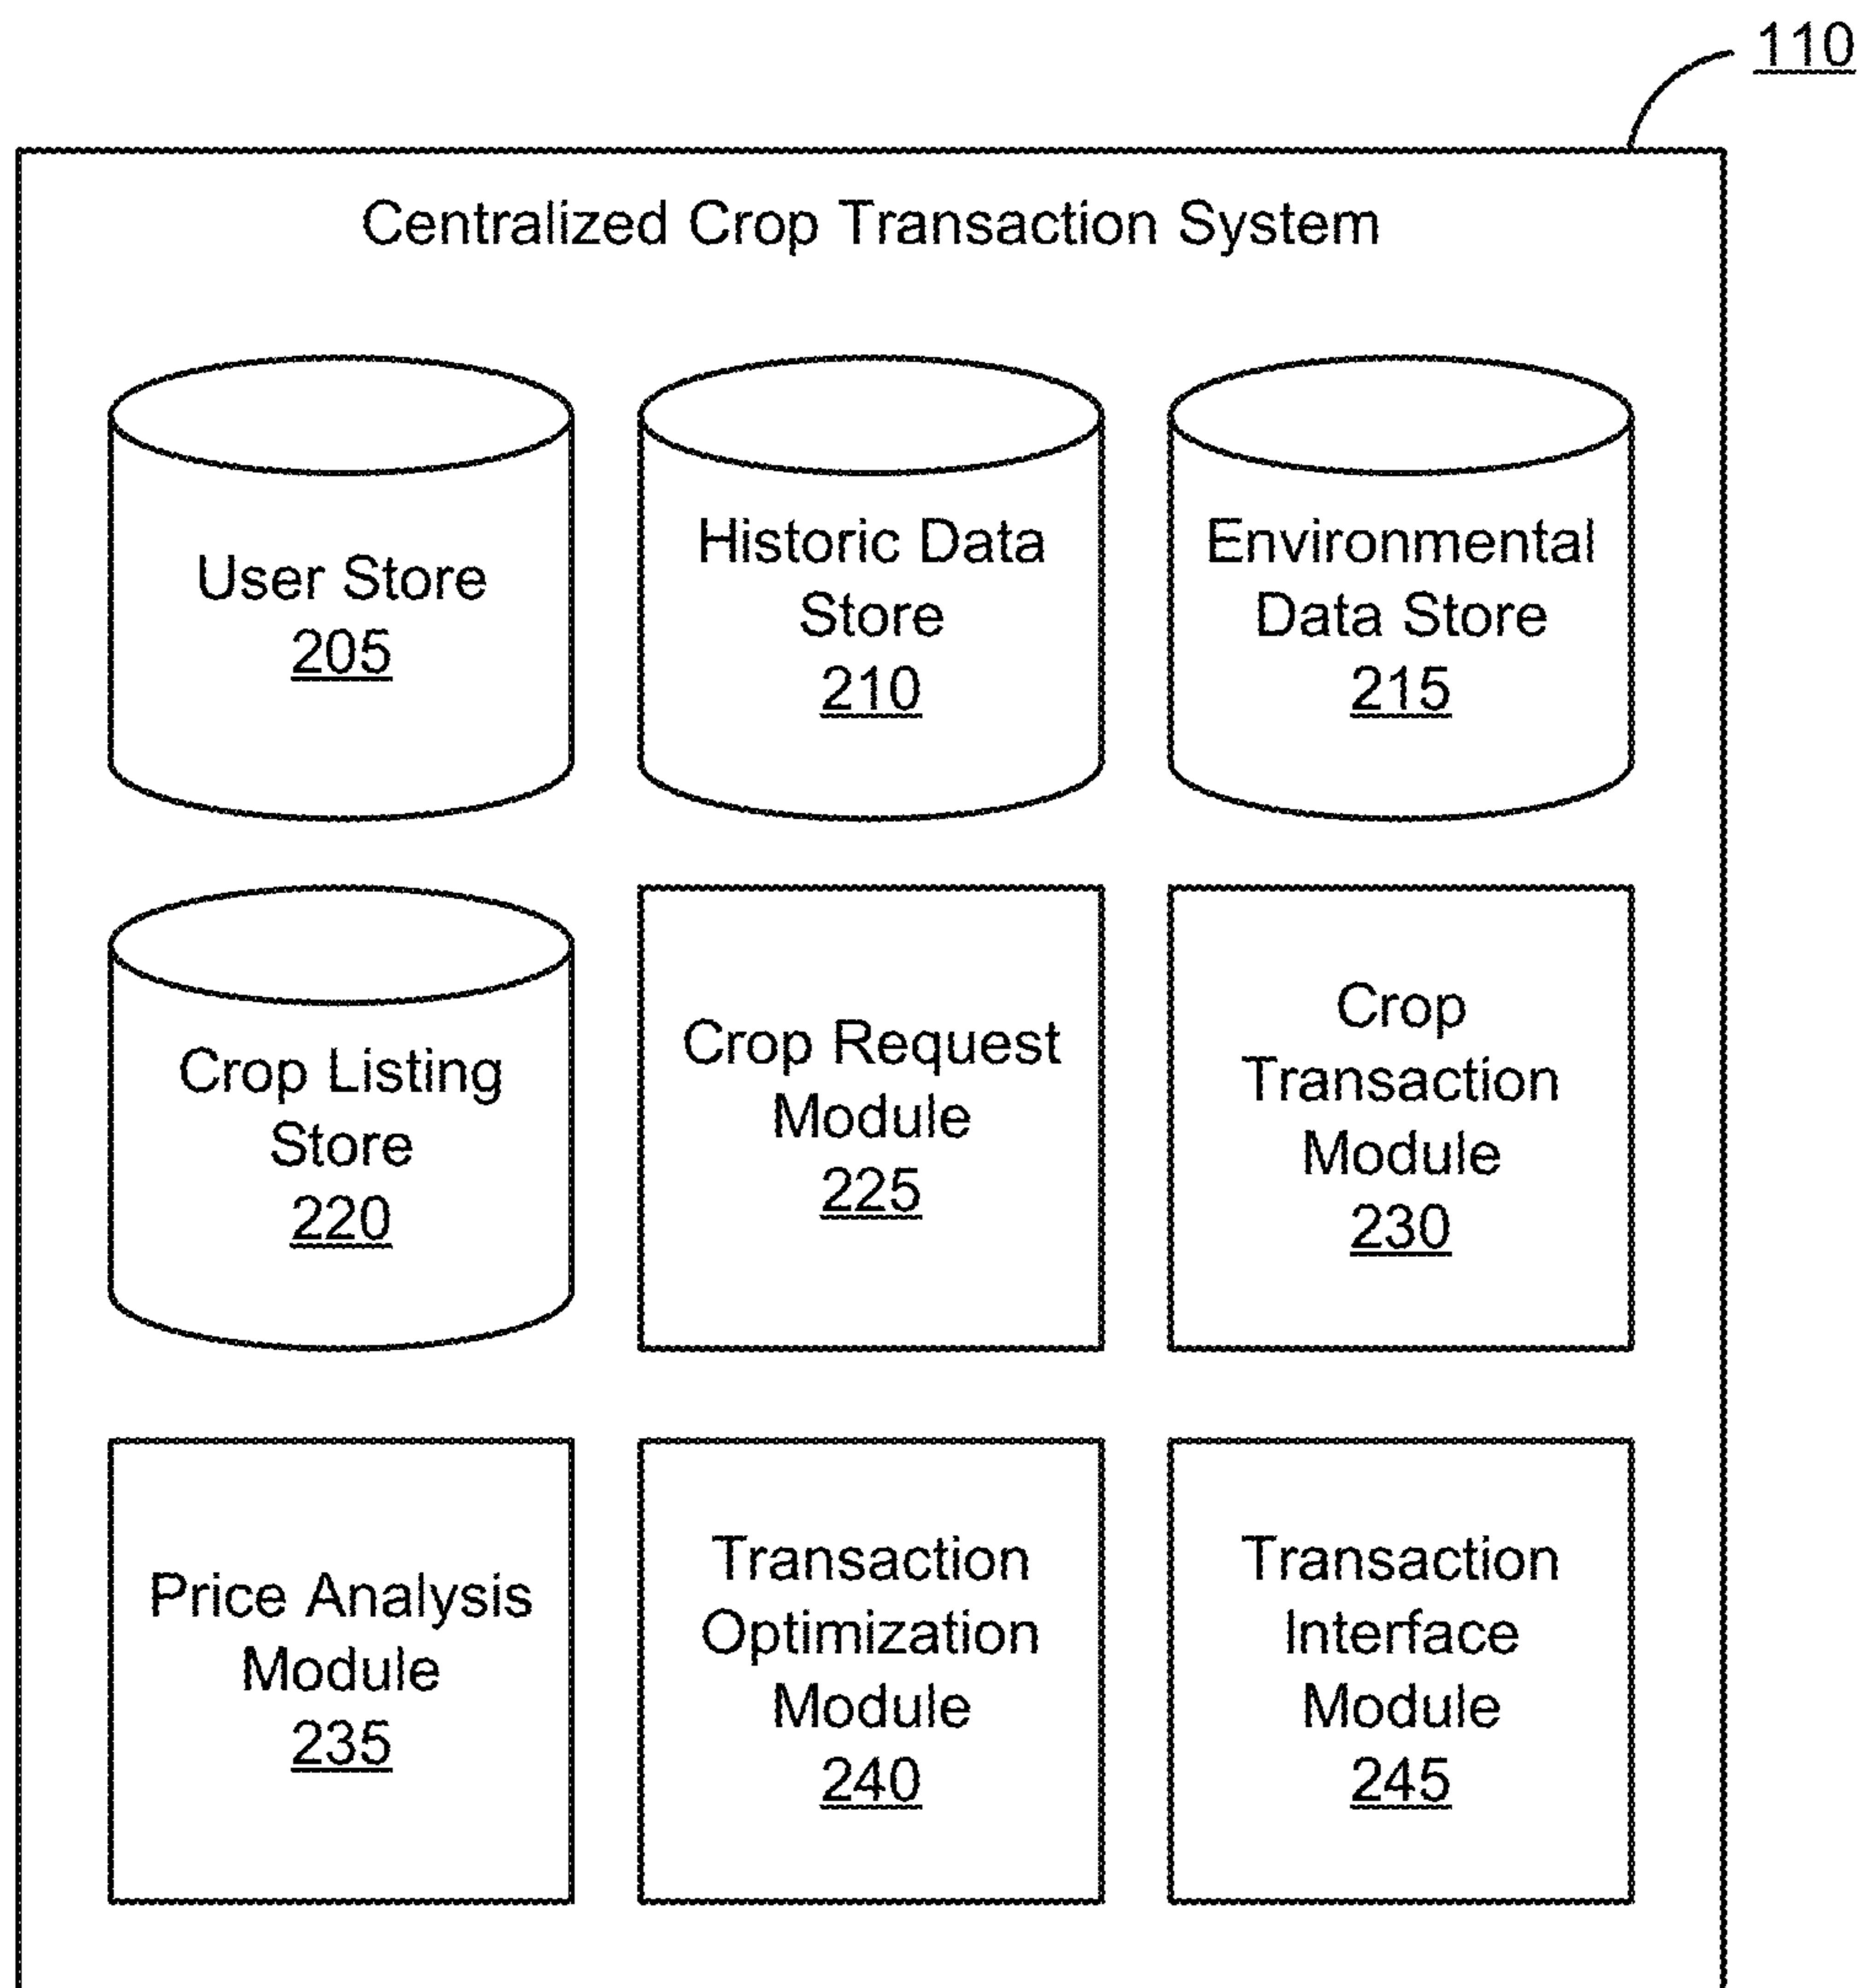 110
Centralized Crop Transaction System
User Store
205
Historic Data
Store
210
Environmental
Data Store
215
Crop Listing
Store
220
Crop Request
Module
225
Crop
Transaction
Module
230
Price Analysis
Module
235
Transaction
Optimization
Module
240
Transaction
Interface
Module
245